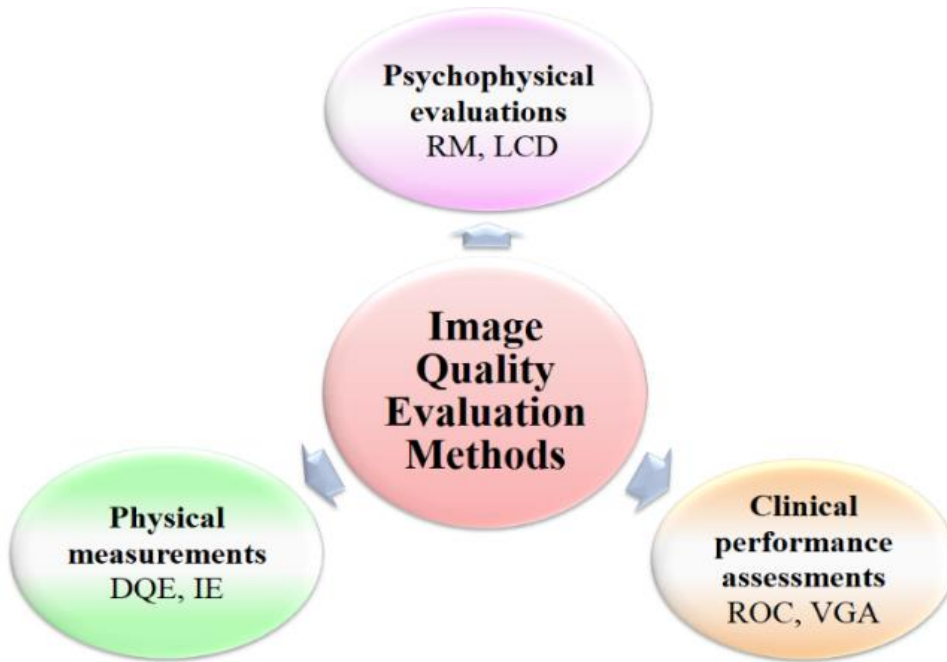 Psychophysical
evaluations
RM, LCD
Image
Quality
Evaluation
Methods
Physical
measurements
DQE, IE
Clinical
performance
assessments
ROC, VGA